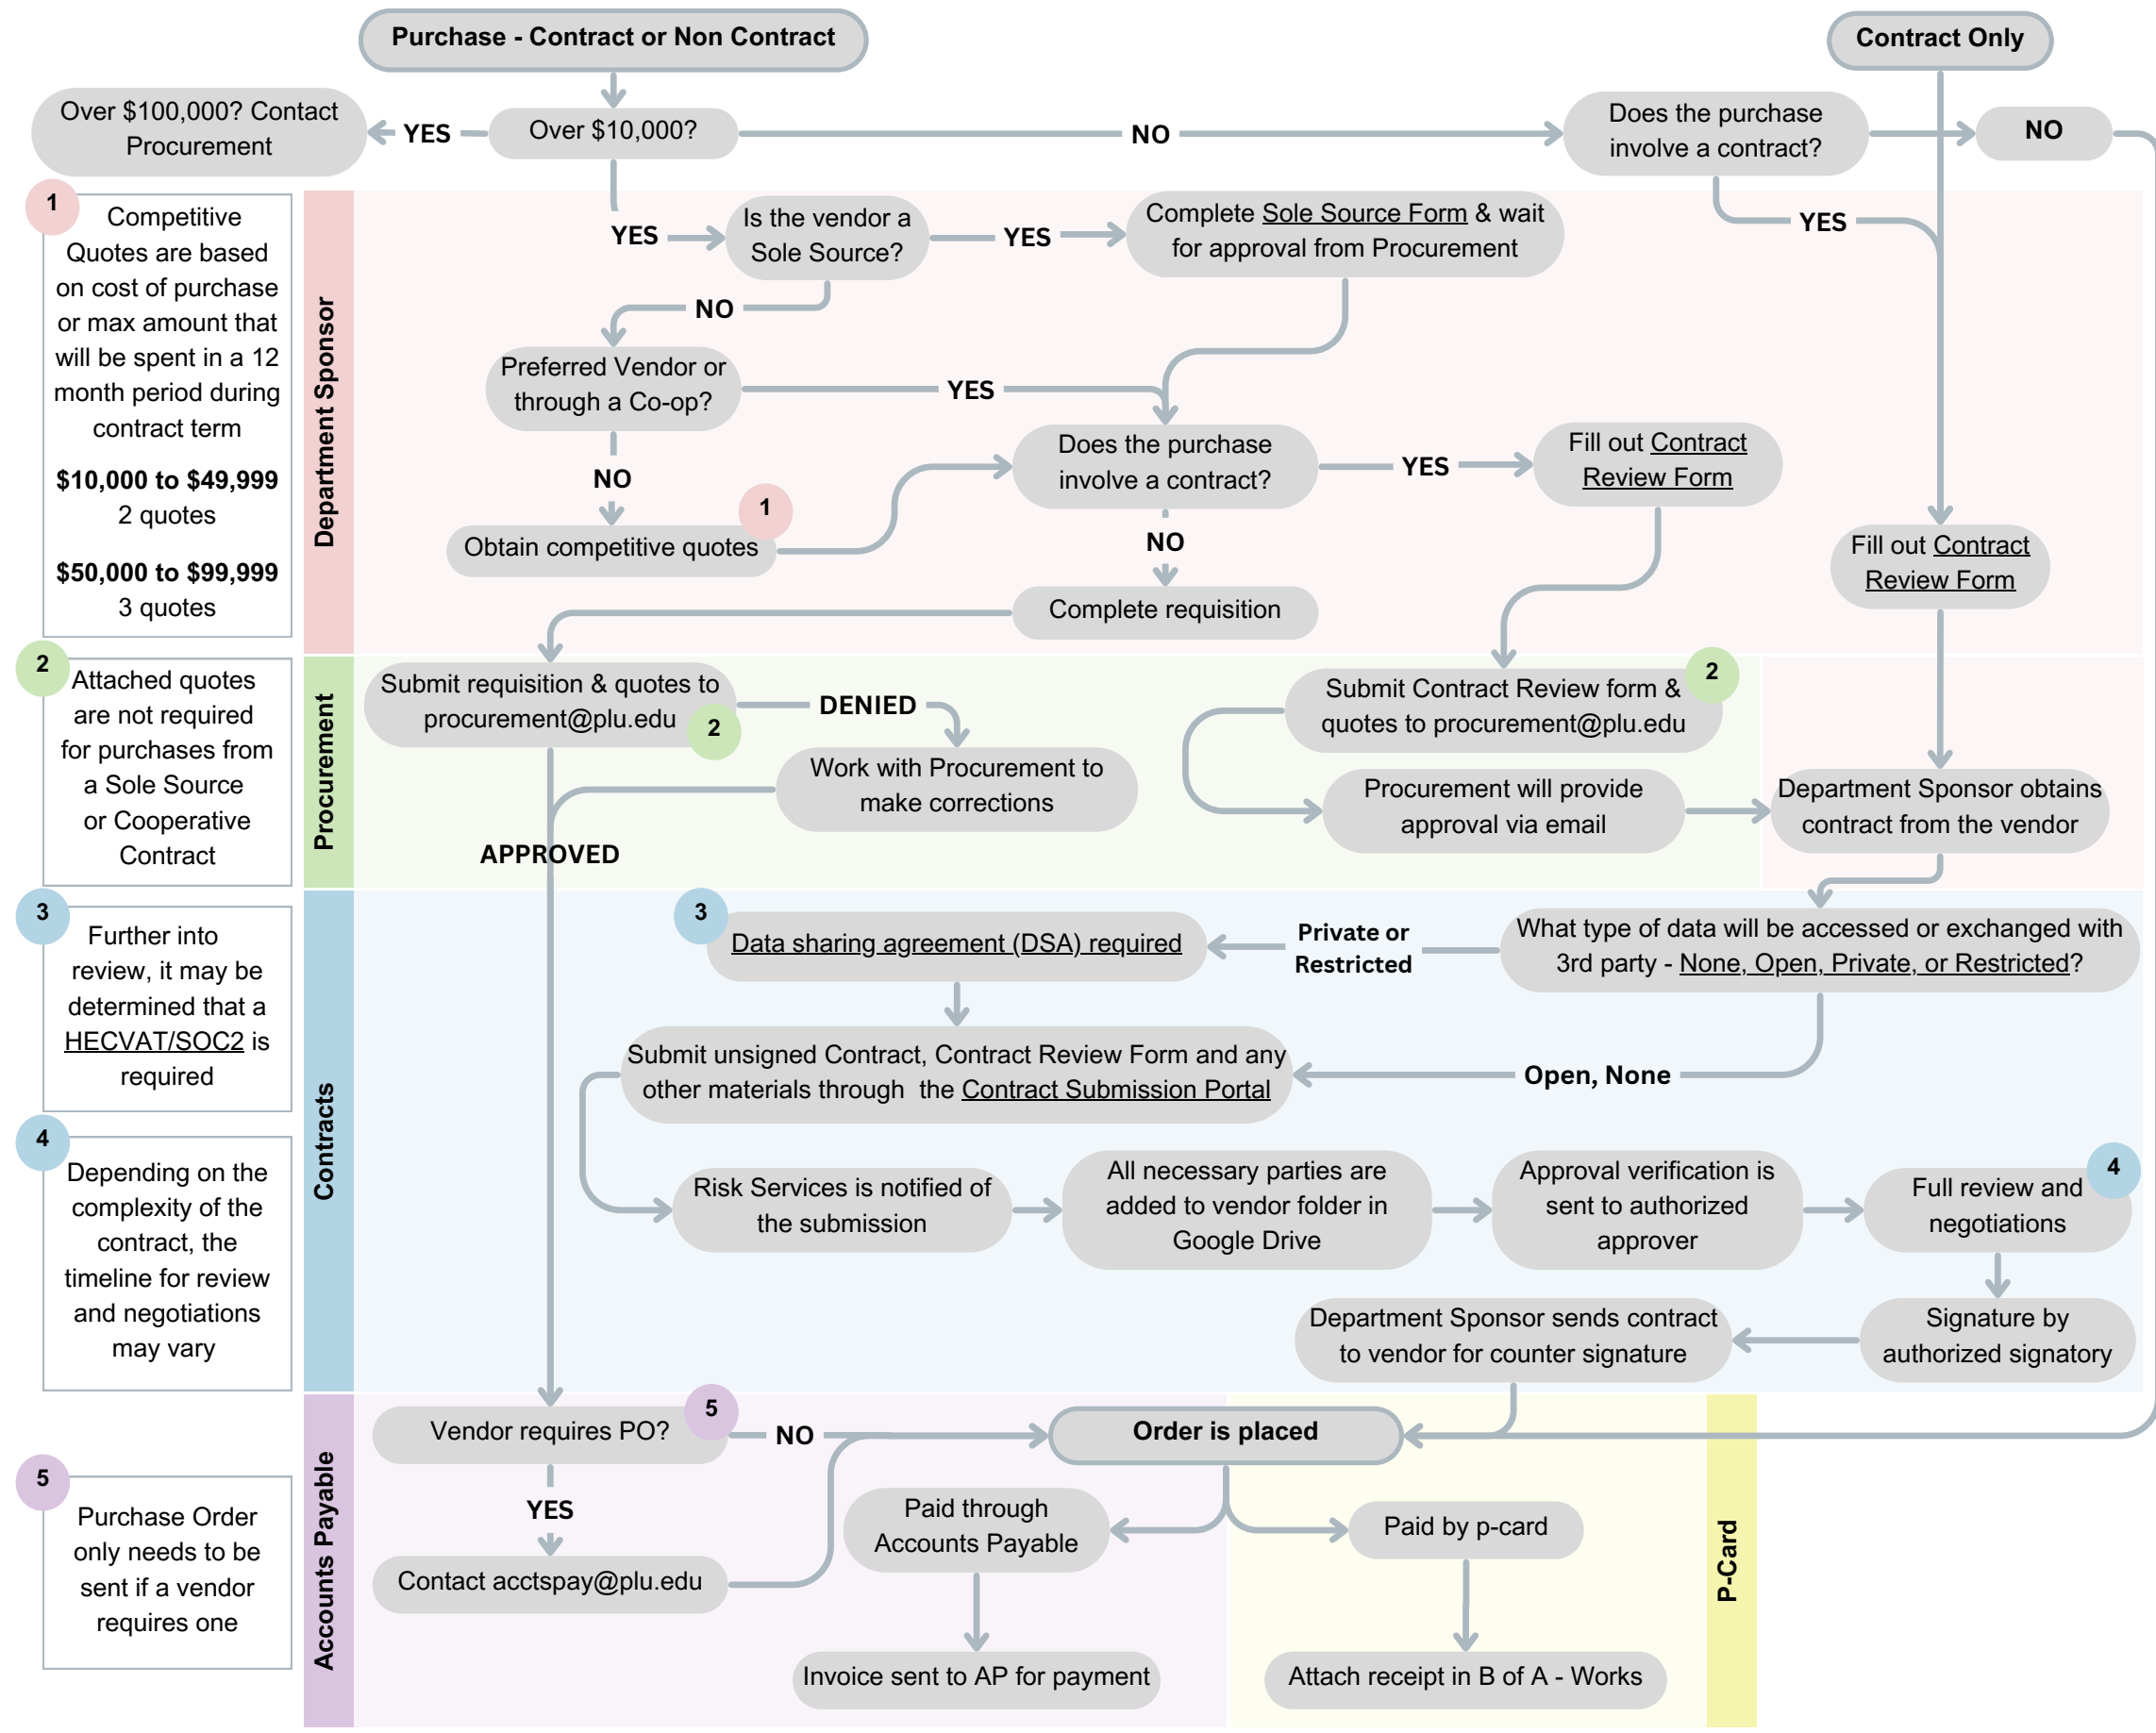 Purchase - Contract or Non Contract
Contract Only
Over $100,000? Contact
Procurement
YES
Over $10,000?
NO
Does the purchase
involve a contract?
NO
YES
1
Competitive
Quotes are based
on cost of purchase
or max amount that
will be spent in a 12
month period during
contract term
$10,000 to $49,999
2 quotes
$50,000 to $99,999
3 quotes
Department Sponsor
YES
Is the vendor a
Sole Source?
YES
Complete Sole Source Form & wait
for approval from Procurement
NO
Preferred Vendor or
through a Co-op?
YES
NO
Obtain competitive quotes
1
Does the purchase
involve a contract?
YES
Fill out Contract
Review Form
NO
Complete requisition
Fill out Contract
Review Form
2
Attached quotes
are not required
for purchases from
a Sole Source
or Cooperative
Contract
Procurement
Submit requisition & quotes to
procurement@plu.edu
2
DENIED
Work with Procurement to
make corrections
APPROVED
Submit Contract Review form &
quotes to procurement@plu.edu
2
Procurement will provide
approval via email
Department Sponsor obtains
contract from the vendor
3
Further into
review, it may be
determined that a
HECVAT/SOC2 is
required
4
Depending on the
complexity of the
contract, the
timeline for review
and negotiations
may vary
Contracts
3
Data sharing agreement (DSA) required
Private or
Restricted
What type of data will be accessed or exchanged with
3rd party - None, Open, Private, or Restricted?
Submit unsigned Contract, Contract Review Form and any
other materials through the Contract Submission Portal
Open, None
Risk Services is notified of
the submission
All necessary parties are
added to vendor folder in
Google Drive
Approval verification is
sent to authorized
approver
Full review and
negotiations
4
Department Sponsor sends contract
to vendor for counter signature
Signature by
authorized signatory
5
Purchase Order
only needs to be
sent if a vendor
requires one
Accounts Payable
Vendor requires PO?
5
NO
Order is placed
YES
Contact acctspay@plu.edu
Paid through
Accounts Payable
Paid by p-card
Invoice sent to AP for payment
Attach receipt in B of A - Works
P-Card